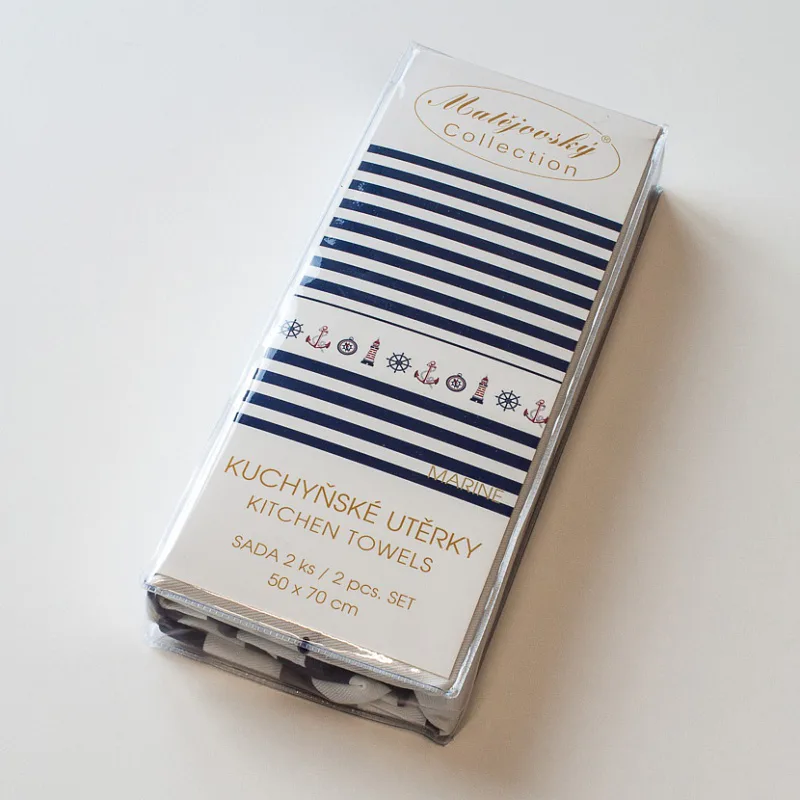 Matějovský®
Collection
MARINE
KUCHYŇSKÉ UTĚRKY
KITCHEN TOWELS
SADA 2 ks / 2 pcs. SET
50 x 70 cm